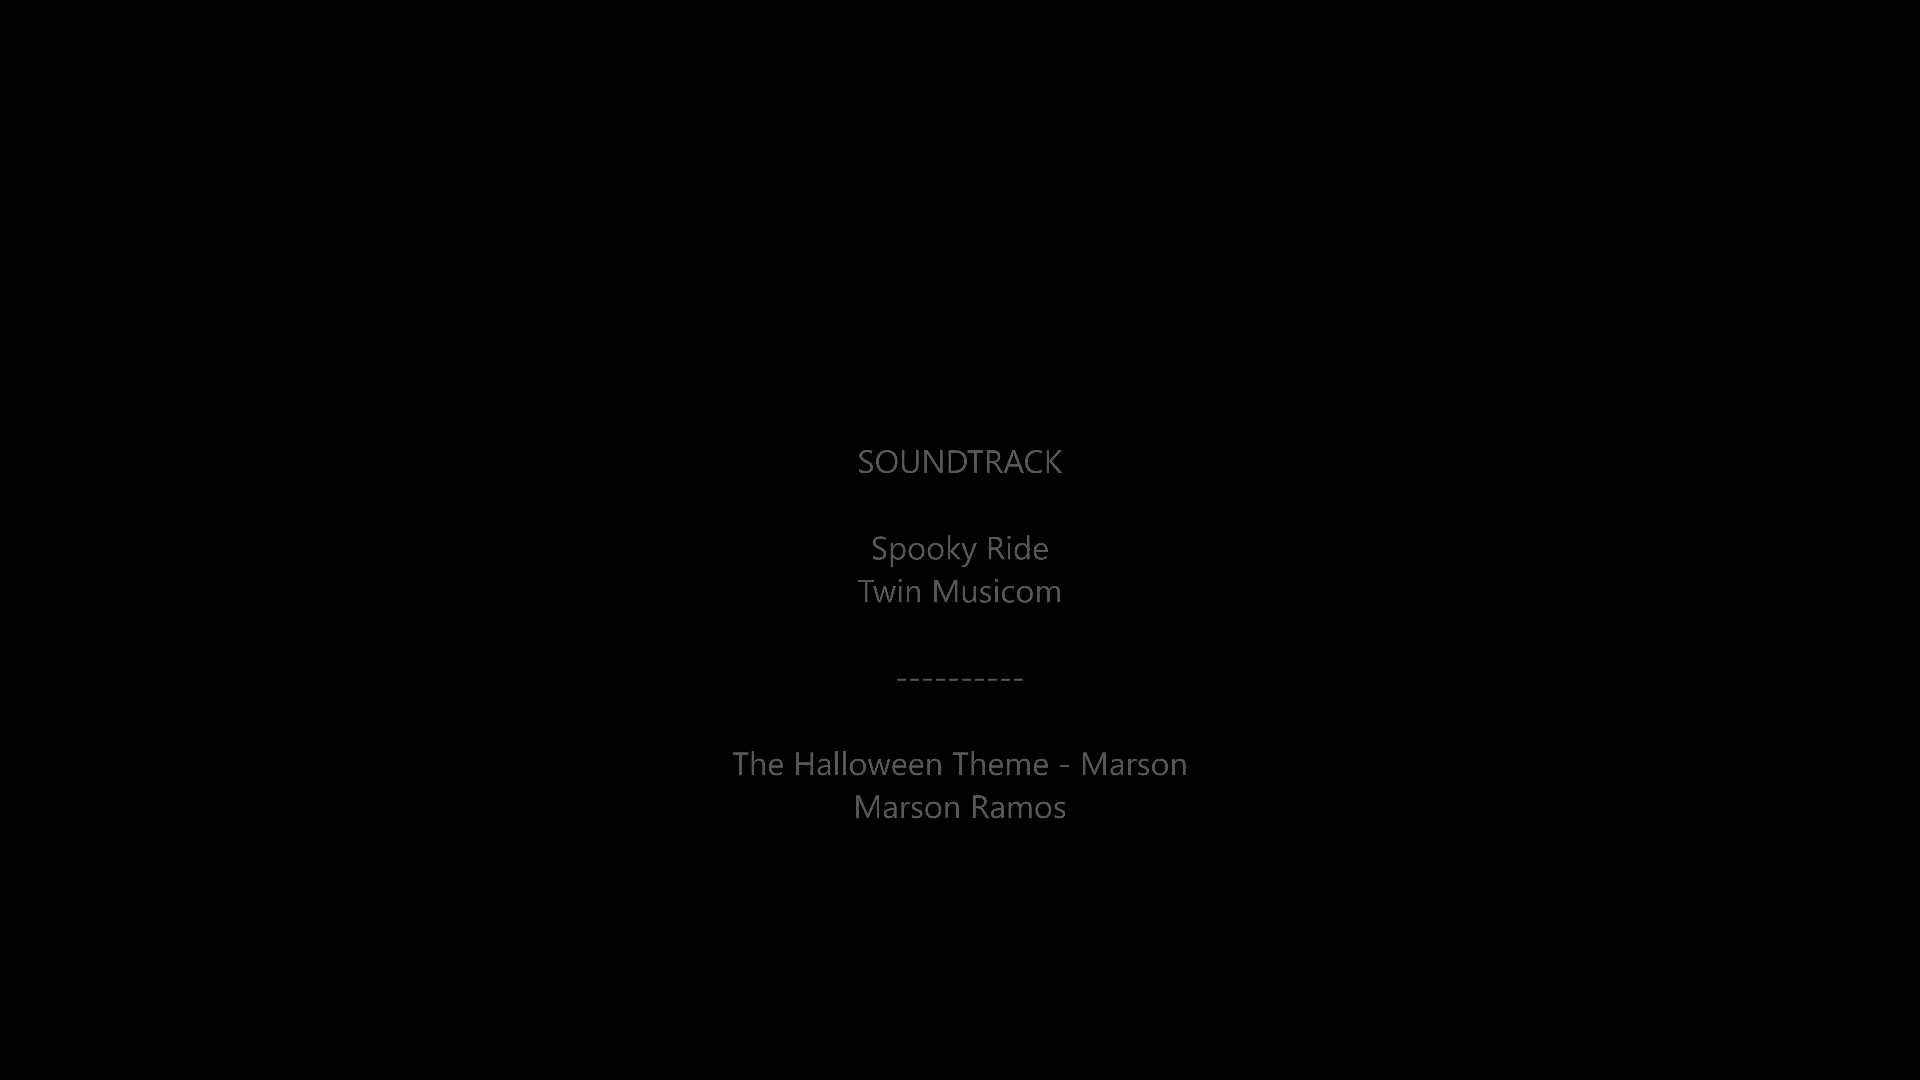 SOUNDTRACK
Spooky Ride
Twin Musicom
----------
The Halloween Theme - Marson
Marson Ramos